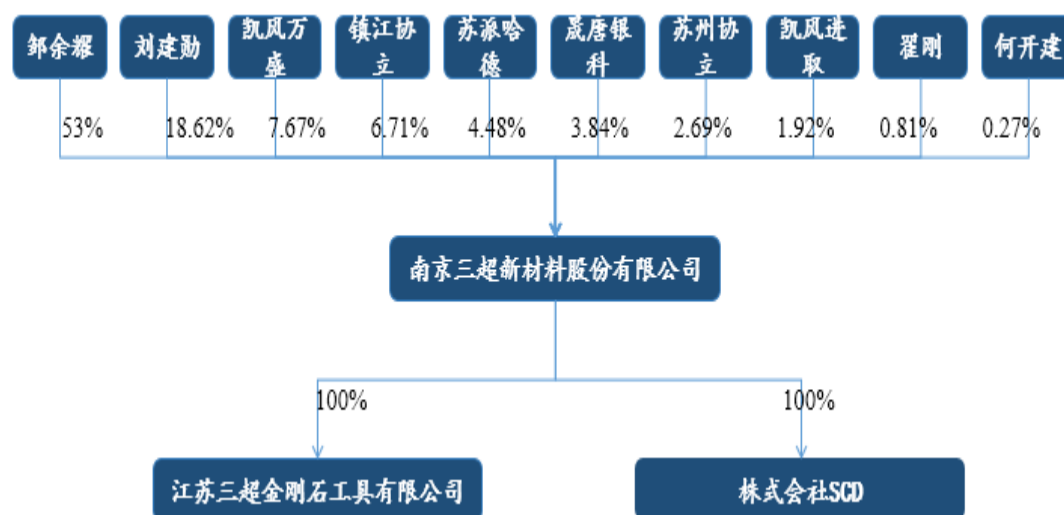 邹余耀
刘建勋
凯风万
盛
镇江协
立
苏派哈
德
晟唐银
科
苏州协
立
凯风进
取
翟刚
何开建
53%
18.62%
7.67%
6.71%
4.48%
3.84%
2.69%
1.92%
0.81%
0.27%
南京三超新材料股份有限公司
100%
100%
江苏三超金刚石工具有限公司
株式会社SCD